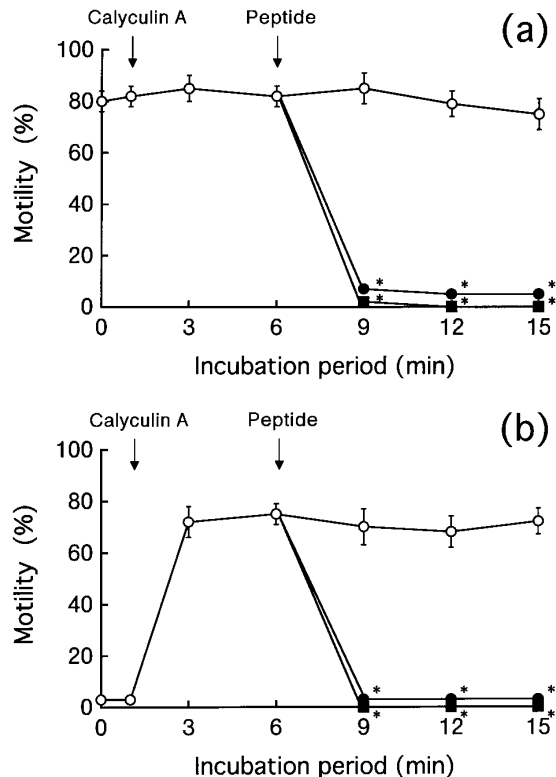 Calyculin A Peptide
(a)
100
80
60
40
20
0
Motility (%)
* * *
* * *
0 3 6 9 12 15
Incubation period (min)
Calyculin A Peptide
(b)
100
80
60
40
20
0
Motility (%)
* * *
* * *
0 3 6 9 12 15
Incubation period (min)